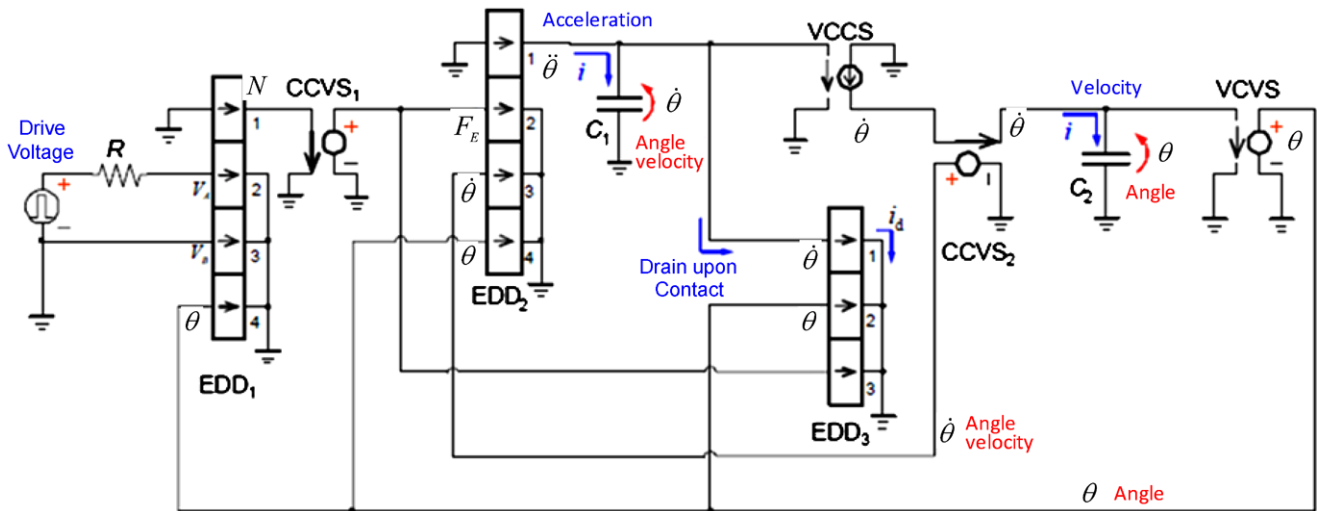 Acceleration
VCCS
1
θ̈
i
θ̇
C1
Angle
velocity
N
CCVS1
+
−
1
Drive
Voltage
R
+
−
VA
2
VB
3
θ
4
EDD1
FE
2
θ̇
3
θ
4
EDD2
θ̇
+
CCVS2
θ̇
Velocity
i
θ
C2
Angle
VCVS
+
−
θ
Drain upon
Contact
id
θ̇
1
θ
2
3
EDD3
θ̇
Angle
velocity
θ Angle